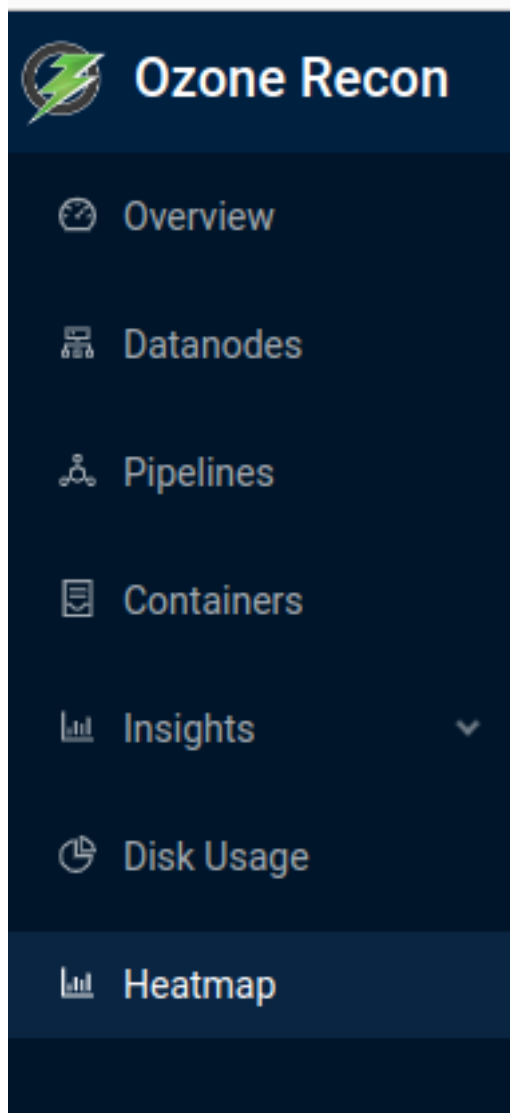 Ozone Recon
Overview
Datanodes
Pipelines
Containers
Insights
Disk Usage
Heatmap